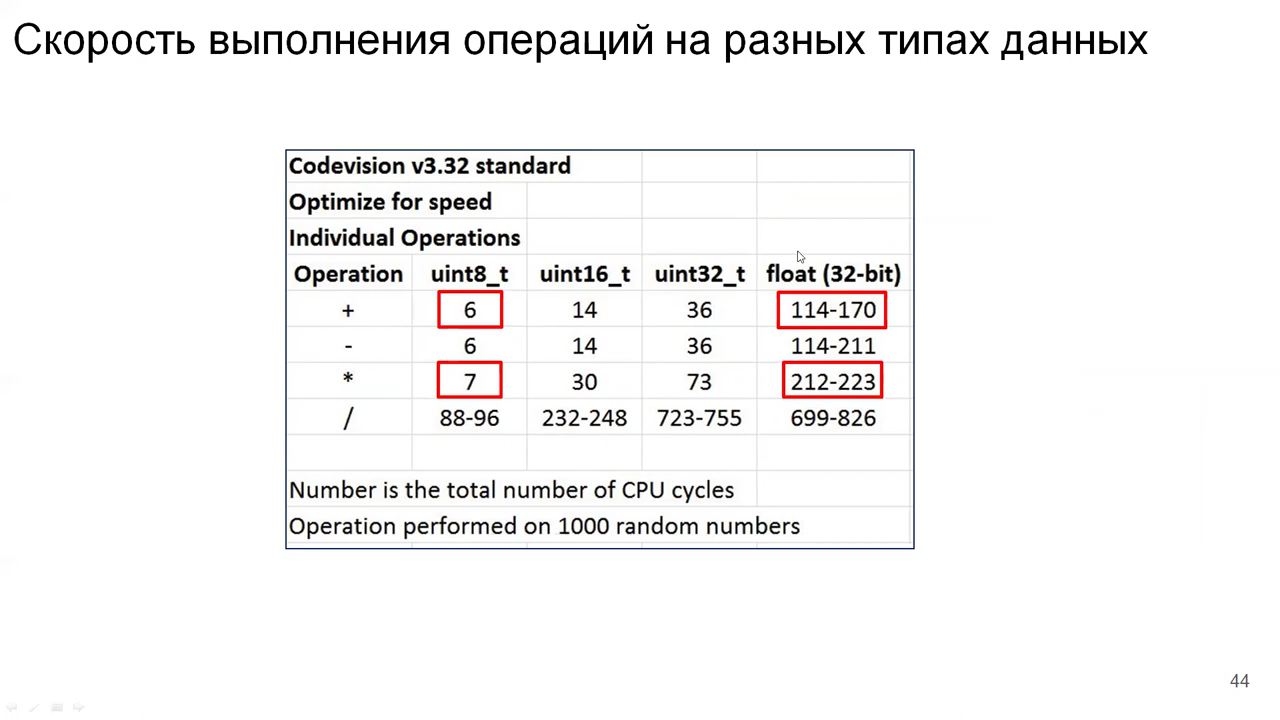 Скорость выполнения операций на разных типах данных
Codevision v3.32 standard
Optimize for speed
Individual Operations
Operation uint8_t uint16_t uint32_t float (32-bit)
+ 6 14 36 114-170
- 6 14 36 114-211
* 7 30 73 212-223
/ 88-96 232-248 723-755 699-826
Number is the total number of CPU cycles
Operation performed on 1000 random numbers
44